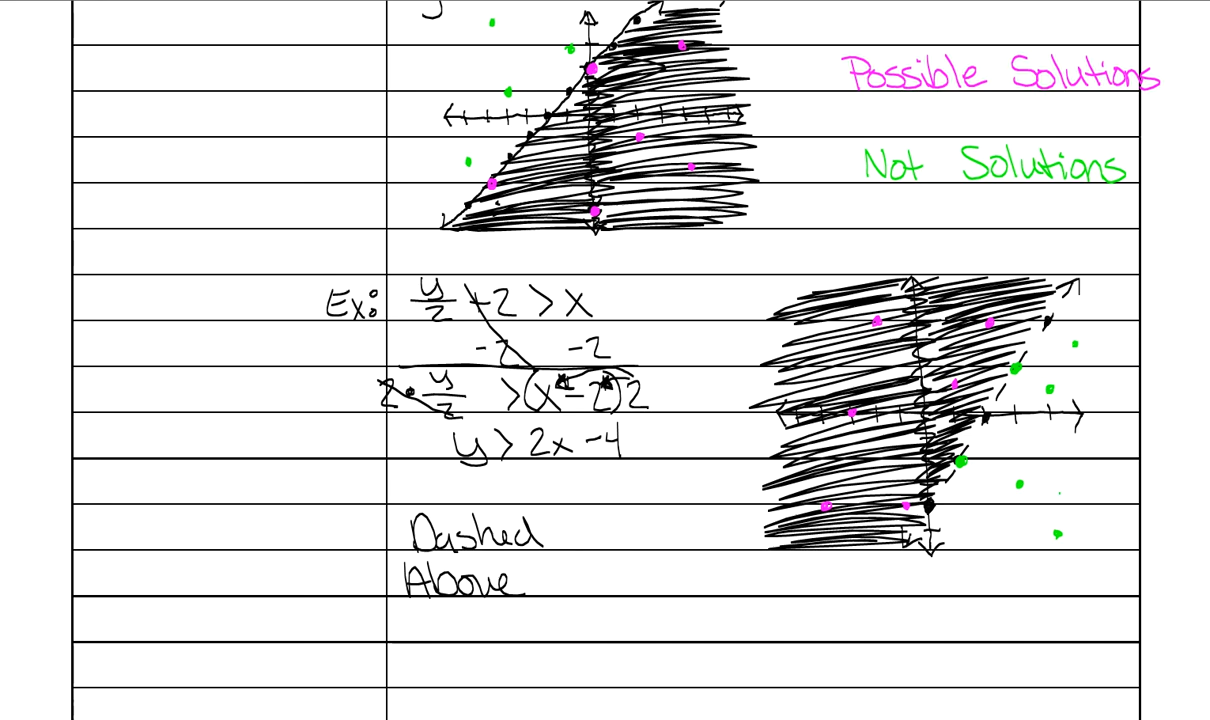 Possible Solutions
Not Solutions
Ex: y/2 + 2 > x
-2 -2
2 • y/2 > (x - 2)2
y > 2x - 4
Dashed
Above